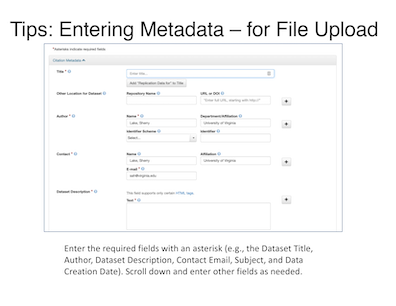 Tips: Entering Metadata – for File Upload
*Asterisks indicate required fields
Citation Metadata
Title *
Enter title...
Add "Replication Data for" to Title
Other Location for Dataset
Repository Name
URL or DOI
*Enter full URL, starting with http://*
Author *
Name *
Department/Affiliation
Lake, Sherry
University of Virginia
Identifier Scheme
Identifier
Select...
Contact *
Name
Affiliation
Lake, Sherry
University of Virginia
E-mail *
Dataset Description *
This field supports only certain HTML tags.
Text *
Enter the required fields with an asterisk (e.g., the Dataset Title,
Author, Dataset Description, Contact Email, Subject, and Data
Creation Date). Scroll down and enter other fields as needed.